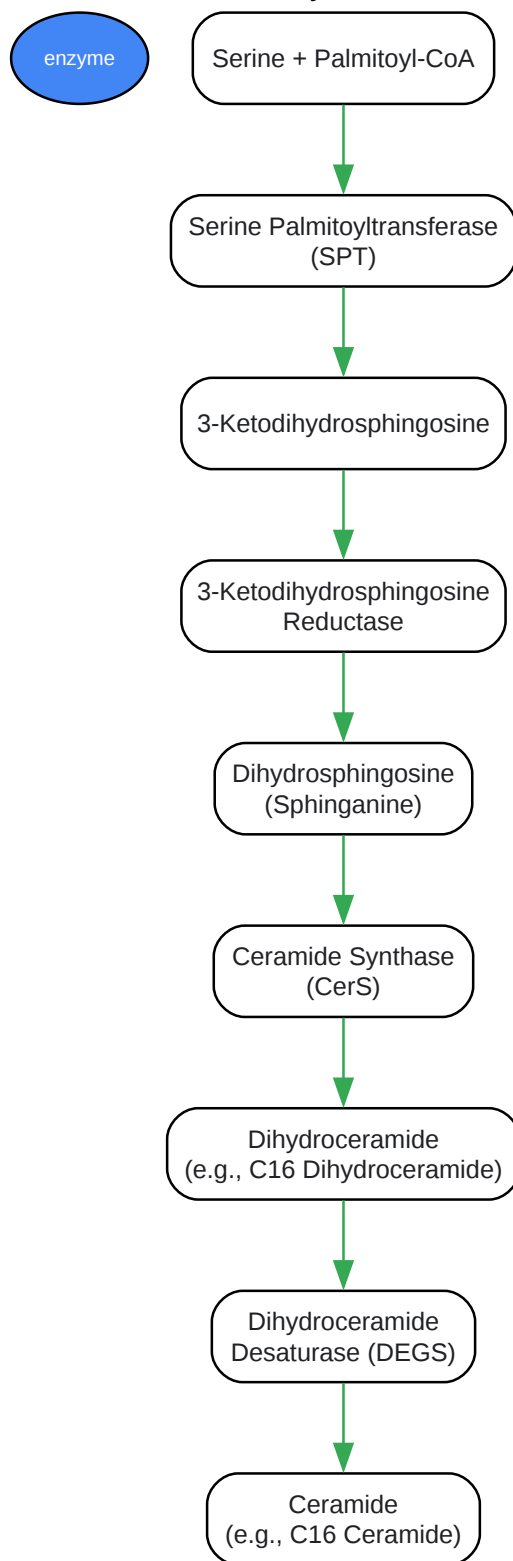 enzyme
Serine + Palmitoyl-CoA
Serine Palmitoyltransferase
(SPT)
3-Ketodihydrosphingosine
3-Ketodihydrosphingosine
Reductase
Dihydrosphingosine
(Sphinganine)
Ceramide Synthase
(CerS)
Dihydroceramide
(e.g., C16 Dihydroceramide)
Dihydroceramide
Desaturase (DEGS)
Ceramide
(e.g., C16 Ceramide)